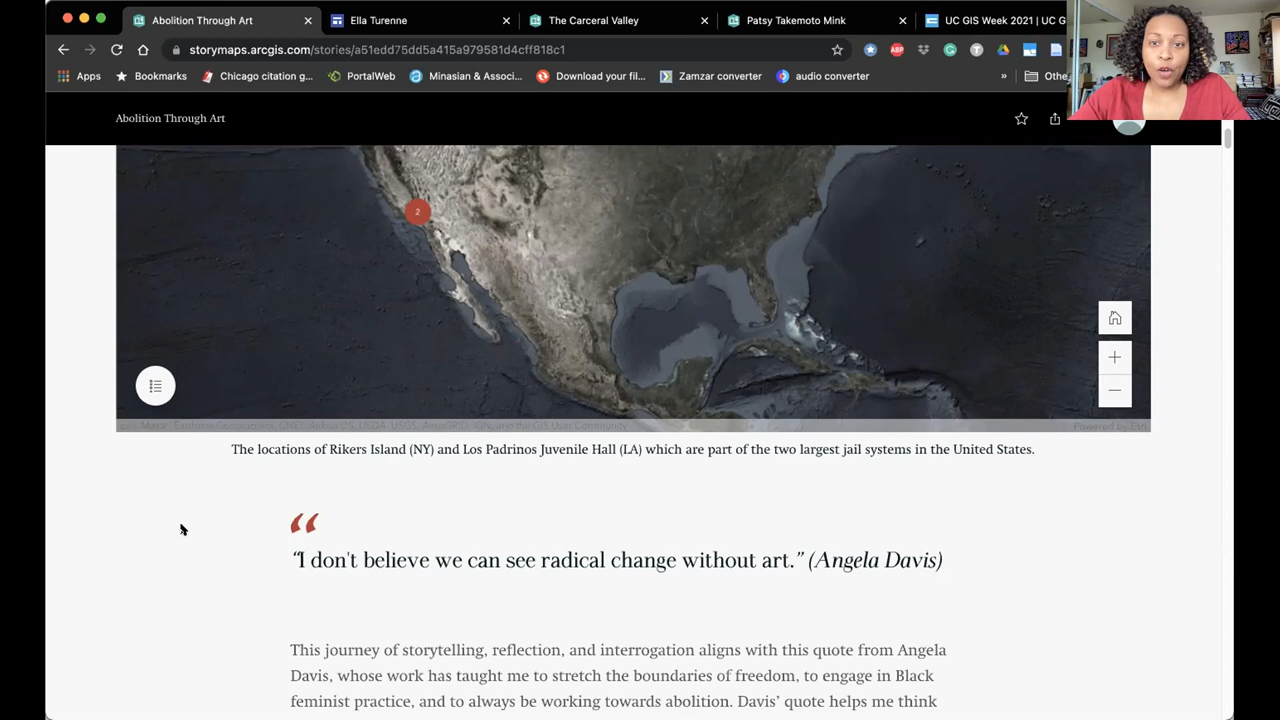 Abolition Through Art
Ella Turenne
The Carceral Valley
Patsy Takemoto Mink
UC GIS Week 2021 | UC G
storymaps.arcgis.com/stories/a51edd75dd5a415a979581d4cff818c1
ABP
Apps
Bookmarks
Chicago citation g...
PortalWeb
Minasian & Associ...
Download your fil...
Zamzar converter
audio converter
»
Othe
Abolition Through Art
2
Powered by Esri
The locations of Rikers Island (NY) and Los Padrinos Juvenile Hall (LA) which are part of the two largest jail systems in the United States.
“
“I don't believe we can see radical change without art.” (Angela Davis)
This journey of storytelling, reflection, and interrogation aligns with this quote from Angela
Davis, whose work has taught me to stretch the boundaries of freedom, to engage in Black
feminist practice, and to always be working towards abolition. Davis’ quote helps me think